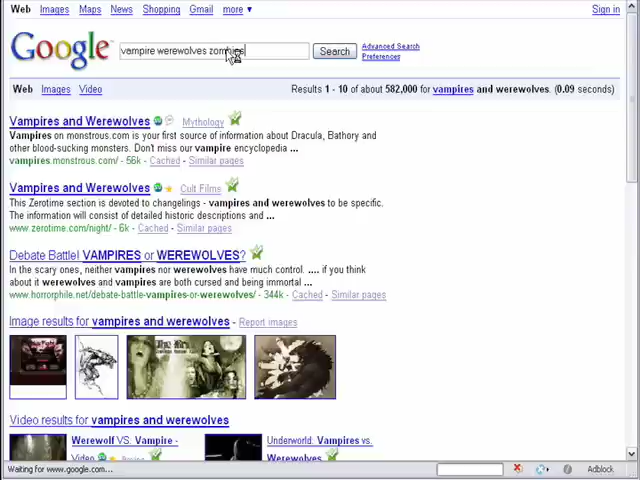 Web Images Maps News Shopping Gmail more ▼ Sign in
Google vampire werewolves zombies Search Advanced Search
Preferences
Web Images Video Results 1 - 10 of about 582,000 for vampires and werewolves. (0.09 seconds)
Vampires and Werewolves Mythology
Vampires on monstrous.com is your first source of information about Dracula, Bathory and
other blood-sucking monsters. Don't miss our vampire encyclopedia ...
vampires.monstrous.com/ - 56k - Cached - Similar pages
Vampires and Werewolves Cult Films
This Zerotime section is devoted to changelings - vampires and werewolves to be specific.
The information will consist of detailed historic descriptions and ...
www.zerotime.com/night/ - 6k - Cached - Similar pages
Debate Battle! VAMPIRES or WEREWOLVES?
In the scary ones, neither vampires nor werewolves have much control. .... if you think
about it werewolves and vampires are both cursed and being immortal ...
www.horrorphile.net/debate-battle-vampires-or-werewolves/ - 344k - Cached - Similar pages
Image results for vampires and werewolves - Report images
Video results for vampires and werewolves
Werewolf VS. Vampire - Underworld: Vampires vs.
Video Werewolves
Waiting for www.google.com... Adblock